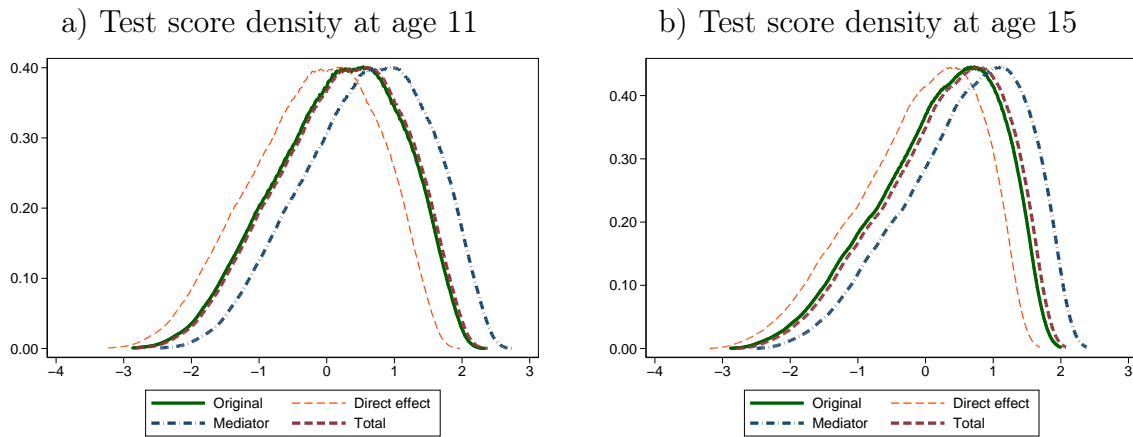 a) Test score density at age 11
0.40
0.30
0.20
0.10
0.00
−4 −3 −2 −1 0 1 2 3
Original Direct effect
Mediator Total
b) Test score density at age 15
0.40
0.30
0.20
0.10
0.00
−4 −3 −2 −1 0 1 2 3
Original Direct effect
Mediator Total